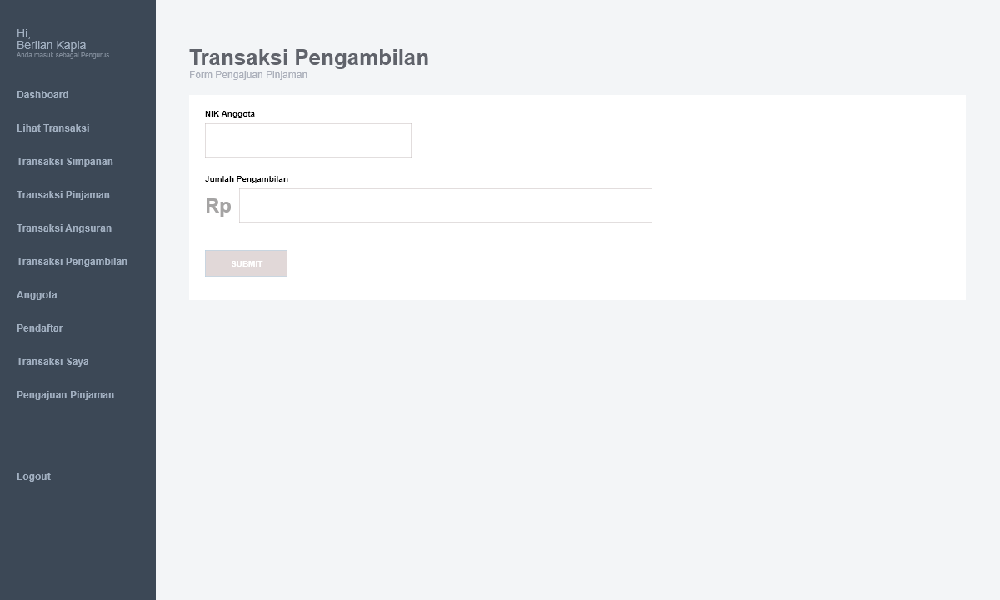 Hi,
Berlian Kapla
Anda masuk sebagai Pengurus
Dashboard
Lihat Transaksi
Transaksi Simpanan
Transaksi Pinjaman
Transaksi Angsuran
Transaksi Pengambilan
Anggota
Pendaftar
Transaksi Saya
Pengajuan Pinjaman
Logout
Transaksi Pengambilan
Form Pengajuan Pinjaman
NIK Anggota
Jumlah Pengambilan
Rp
SUBMIT